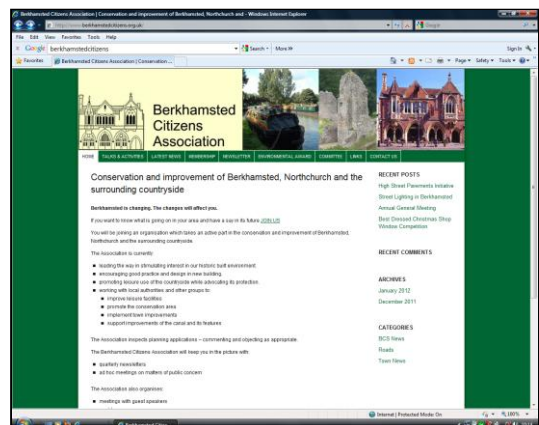 Berkhamsted Citizens Association | Conservation and improvement of Berkhamsted, Northchurch and - Windows Internet Explorer
File Edit View Favorites Tools Help
Google berkhamstedcitizens Search More Sign In
Favorites Berkhamsted Citizens Association | Conservation ... Page Safety Tools
Berkhamsted
Citizens
Association
HOME TALKS & ACTIVITIES LATEST NEWS MEMBERSHIP NEWSLETTER ENVIRONMENTAL AWARD COMMITTEE LINKS CONTACT US
Conservation and improvement of Berkhamsted, Northchurch and the
surrounding countryside
Berkhamsted is changing. The changes will affect you.
If you want to know what is going on in your area and have a say in its future JOIN US
You will be joining an organisation which takes an active part in the conservation and improvement of Berkhamsted,
Northchurch and the surrounding countryside.
The Association is currently:
leading the way in stimulating interest in our historic built environment
encouraging good practice and design in new building
promoting leisure use of the countryside while advocating its protection
working with local authorities and other groups to:
improve leisure facilities
promote the conservation area
implement town improvements
support improvements of the canal and its features
The Association inspects planning applications – commenting and objecting as appropriate.
The Berkhamsted Citizens Association will keep you in the picture with:
quarterly newsletters
ad hoc meetings on matters of public concern
The Association also organises:
meetings with guest speakers
RECENT POSTS
High Street Pavements Initiative
Street Lighting in Berkhamsted
Annual General Meeting
Best Dressed Christmas Shop
Window Competition
RECENT COMMENTS
ARCHIVES
January 2012
December 2011
CATEGORIES
BCS News
Roads
Town News
Internet | Protected Mode: On 100%